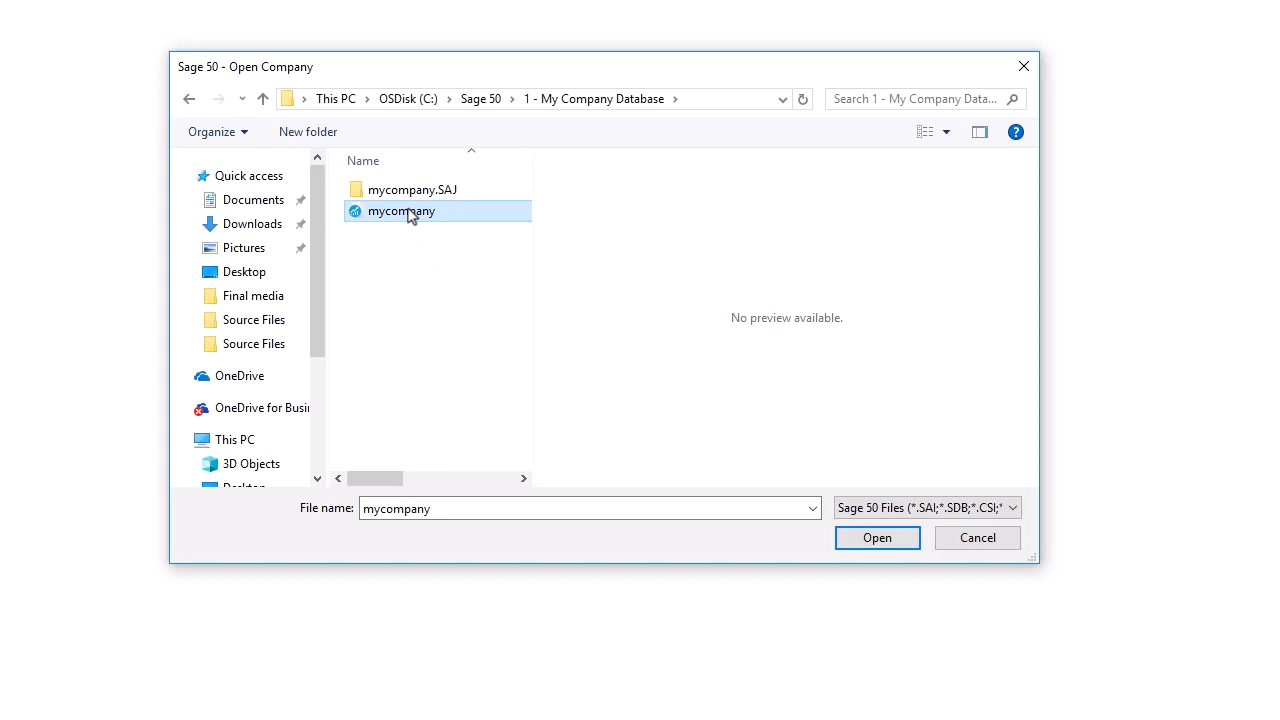 Sage 50 - Open Company
This PC
OSDisk (C:)
Sage 50
1 - My Company Database
Search 1 - My Company Data...
Organize
New folder
?
Name
Quick access
Documents
Downloads
Pictures
Desktop
Final media
Source Files
Source Files
OneDrive
OneDrive for Busi
This PC
3D Objects
Desktop
mycompany.SAJ
mycompany
No preview available.
File name:
mycompany
Sage 50 Files (*.SAI;*.SDB;*.CSI;*
Open
Cancel